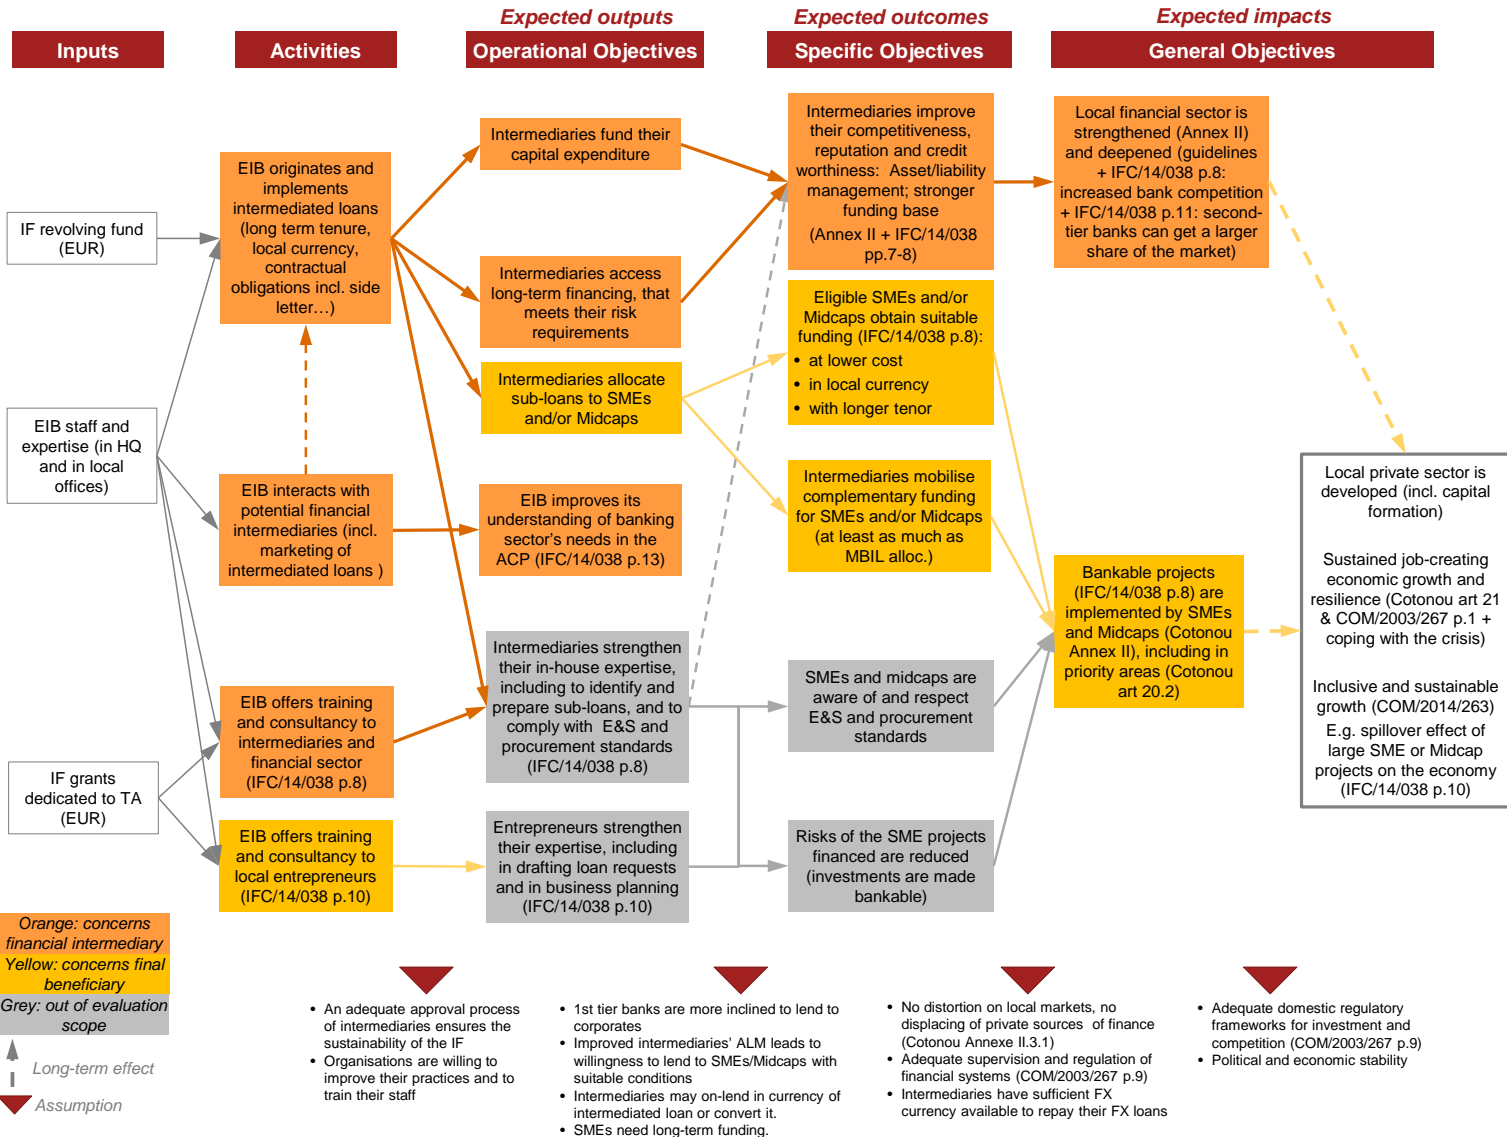 Expected outputs
Expected outcomes
Expected impacts
Inputs
Activities
Operational Objectives
Specific Objectives
General Objectives
IF revolving fund
(EUR)
EIB staff and
expertise (in HQ
and in local
offices)
IF grants
dedicated to TA
(EUR)
EIB originates and
implements
intermediated loans
(long term tenure,
local currency,
contractual
obligations incl. side
letter…)
EIB interacts with
potential financial
intermediaries (incl.
marketing of
intermediated loans )
EIB offers training
and consultancy to
intermediaries and
financial sector
(IFC/14/038 p.8)
EIB offers training
and consultancy to
local entrepreneurs
(IFC/14/038 p.10)
Intermediaries fund their
capital expenditure
Intermediaries access
long-term financing, that
meets their risk
requirements
Intermediaries allocate
sub-loans to SMEs
and/or Midcaps
EIB improves its
understanding of banking
sector's needs in the
ACP (IFC/14/038 p.13)
Intermediaries strengthen
their in-house expertise,
including to identify and
prepare sub-loans, and to
comply with E&S and
procurement standards
(IFC/14/038 p.8)
Entrepreneurs strengthen
their expertise, including
in drafting loan requests
and in business planning
(IFC/14/038 p.10)
Intermediaries improve
their competitiveness,
reputation and credit
worthiness: Asset/liability
management; stronger
funding base
(Annex II + IFC/14/038
pp.7-8)
Eligible SMEs and/or
Midcaps obtain suitable
funding (IFC/14/038 p.8):
• at lower cost
• in local currency
• with longer tenor
Intermediaries mobilise
complementary funding
for SMEs and/or Midcaps
(at least as much as
MBIL alloc.)
SMEs and midcaps are
aware of and respect
E&S and procurement
standards
Risks of the SME projects
financed are reduced
(investments are made
bankable)
Local financial sector is
strengthened (Annex II)
and deepened (guidelines
+ IFC/14/038 p.8:
increased bank competition
+ IFC/14/038 p.11: second-
tier banks can get a larger
share of the market)
Bankable projects
(IFC/14/038 p.8) are
implemented by SMEs
and Midcaps (Cotonou
Annex II), including in
priority areas (Cotonou
art 20.2)
Local private sector is
developed (incl. capital
formation)
Sustained job-creating
economic growth and
resilience (Cotonou art 21
& COM/2003/267 p.1 +
coping with the crisis)
Inclusive and sustainable
growth (COM/2014/263)
E.g. spillover effect of
large SME or Midcap
projects on the economy
(IFC/14/038 p.10)
Orange: concerns
financial intermediary
Yellow: concerns final
beneficiary
Grey: out of evaluation
scope
Long-term effect
Assumption
• An adequate approval process
of intermediaries ensures the
sustainability of the IF
• Organisations are willing to
improve their practices and to
train their staff
• 1st tier banks are more inclined to lend to
corporates
• Improved intermediaries' ALM leads to
willingness to lend to SMEs/Midcaps with
suitable conditions
• Intermediaries may on-lend in currency of
intermediated loan or convert it.
• SMEs need long-term funding.
• No distortion on local markets, no
displacing of private sources of finance
(Cotonou Annexe II.3.1)
• Adequate supervision and regulation of
financial systems (COM/2003/267 p.9)
• Intermediaries have sufficient FX
currency available to repay their FX loans
• Adequate domestic regulatory
frameworks for investment and
competition (COM/2003/267 p.9)
• Political and economic stability